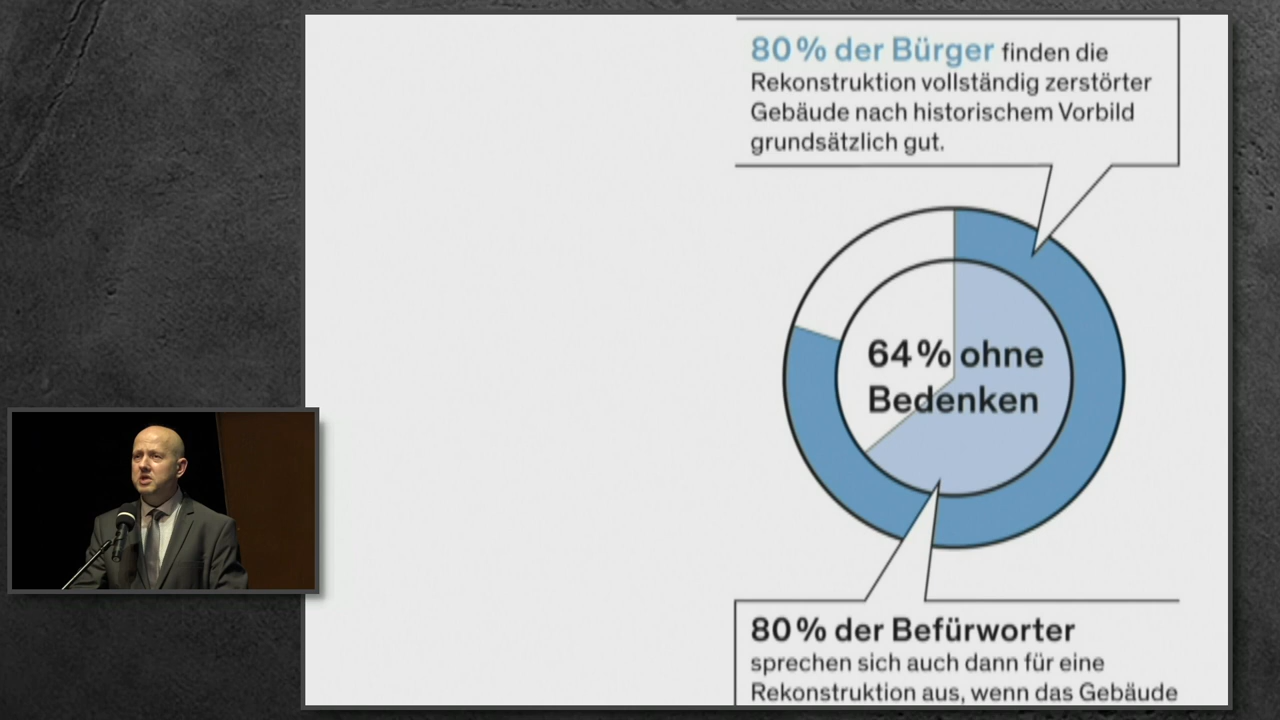 80 % der Bürger finden die
Rekonstruktion vollständig zerstörter
Gebäude nach historischem Vorbild
grundsätzlich gut.
64 % ohne
Bedenken
80 % der Befürworter
sprechen sich auch dann für eine
Rekonstruktion aus, wenn das Gebäude